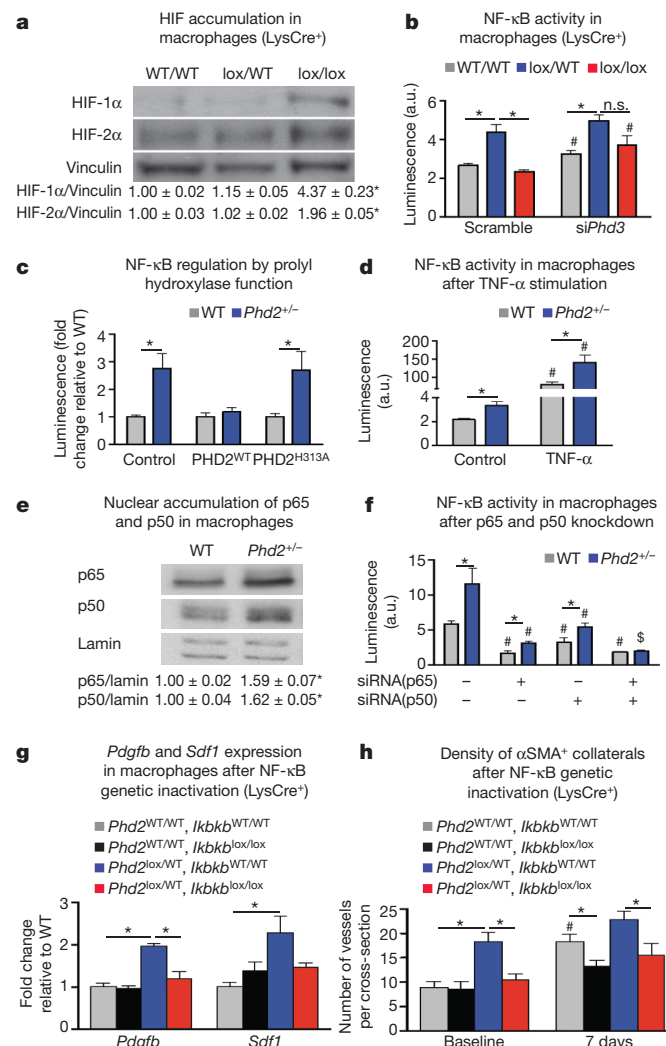 a
HIF accumulation in
macrophages (LysCre⁺)
WT/WT lox/WT lox/lox
HIF-1α
HIF-2α
Vinculin
HIF-1α/Vinculin 1.00 ± 0.02 1.15 ± 0.05 4.37 ± 0.23*
HIF-2α/Vinculin 1.00 ± 0.03 1.02 ± 0.02 1.96 ± 0.05*
b
NF-κB activity in
macrophages (LysCre⁺)
WT/WT lox/WT lox/lox
Luminescence (a.u.)
6
4
2
0
* * * n.s.
# #
Scramble siPhd3
c
NF-κB regulation by prolyl
hydroxylase function
WT Phd2⁺/⁻
Luminescence (fold
change relative to WT)
4
3
2
1
0
* *
Control PHD2ᵂᵀ PHD2ᴴ³¹³ᴬ
d
NF-κB activity in macrophages
after TNF-α stimulation
WT Phd2⁺/⁻
Luminescence
(a.u.)
150
100
50
4
2
0
* * # #
Control TNF-α
e
Nuclear accumulation of p65
and p50 in macrophages
WT Phd2⁺/⁻
p65
p50
Lamin
p65/lamin 1.00 ± 0.02 1.59 ± 0.07*
p50/lamin 1.00 ± 0.04 1.62 ± 0.05*
f
NF-κB activity in macrophages
after p65 and p50 knockdown
WT Phd2⁺/⁻
Luminescence
(a.u.)
15
10
5
0
* * *
# # # # # $
siRNA(p65) – + – +
siRNA(p50) – – + +
g
Pdgfb and Sdf1 expression
in macrophages after NF-κB
genetic inactivation (LysCre⁺)
Phd2ᵂᵀ/ᵂᵀ, Ikbkbᵂᵀ/ᵂᵀ
Phd2ᵂᵀ/ᵂᵀ, Ikbkbˡᵒˣ/ˡᵒˣ
Phd2ˡᵒˣ/ᵂᵀ, Ikbkbᵂᵀ/ᵂᵀ
Phd2ˡᵒˣ/ᵂᵀ, Ikbkbˡᵒˣ/ˡᵒˣ
Fold change
relative to WT
3
2
1
0
* * *
Pdgfb Sdf1
h
Density of αSMA⁺ collaterals
after NF-κB genetic
inactivation (LysCre⁺)
Phd2ᵂᵀ/ᵂᵀ, Ikbkbᵂᵀ/ᵂᵀ
Phd2ᵂᵀ/ᵂᵀ, Ikbkbˡᵒˣ/ˡᵒˣ
Phd2ˡᵒˣ/ᵂᵀ, Ikbkbᵂᵀ/ᵂᵀ
Phd2ˡᵒˣ/ᵂᵀ, Ikbkbˡᵒˣ/ˡᵒˣ
Number of vessels
per cross-section
25
20
15
10
5
0
* * # * *
Baseline 7 days